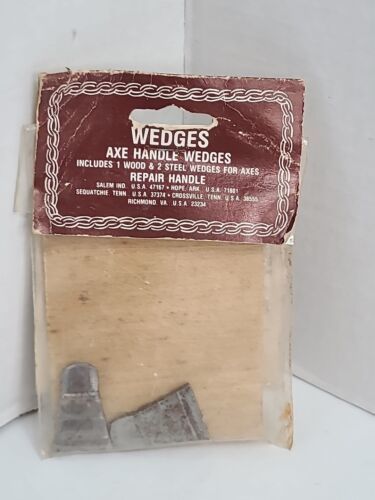 WEDGES
AXE HANDLE WEDGES
INCLUDES 1 WOOD & 2 STEEL WEDGES FOR AXES
REPAIR HANDLE
SALEM IND. U.S.A. 47167 • HOPE, ARK. U.S.A. 71801
SEQUATCHIE, TENN. U.S.A. 37374 • CROSSVILLE, TENN. U.S.A. 38555
RICHMOND, VA. U.S.A. 23234